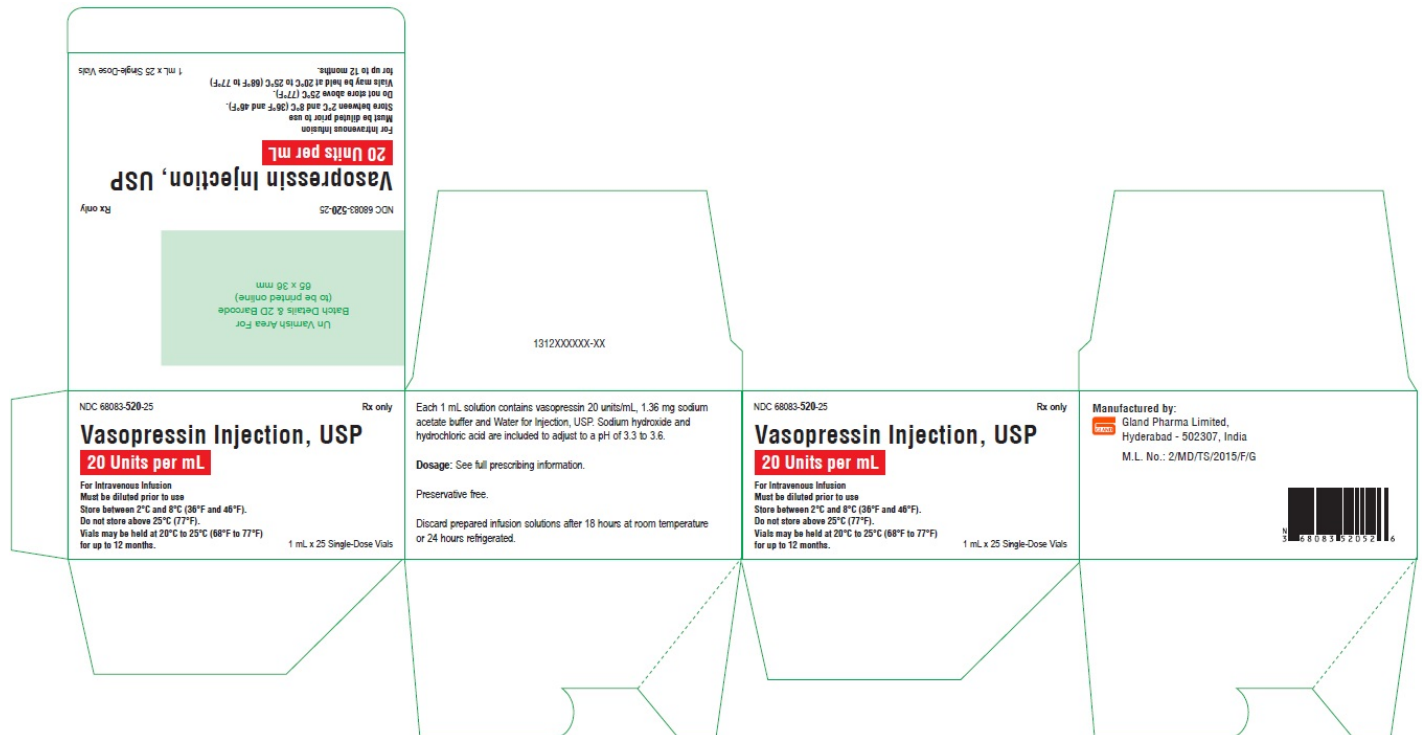 1 mL x 25 Single-Dose Vials
for up to 12 months.
Vials may be held at 20°C to 25°C (68°F to 77°F)
Do not store above 25°C (77°F).
Store between 2°C and 8°C (36°F and 46°F).
Must be diluted prior to use
For Intravenous Infusion
20 Units per mL
Vasopressin Injection, USP
NDC 68083-520-25
Rx only
65 x 36 mm
(to be printed online)
Batch Details & 2D Barcode
Un Varnish Area For
1312XXXXXX-XX
NDC 68083-520-25
Rx only
Vasopressin Injection, USP
20 Units per mL
For Intravenous Infusion
Must be diluted prior to use
Store between 2°C and 8°C (36°F and 46°F).
Do not store above 25°C (77°F).
Vials may be held at 20°C to 25°C (68°F to 77°F)
for up to 12 months.
1 mL x 25 Single-Dose Vials
Each 1 mL solution contains vasopressin 20 units/mL, 1.36 mg sodium
acetate buffer and Water for Injection, USP. Sodium hydroxide and
hydrochloric acid are included to adjust to a pH of 3.3 to 3.6.
Dosage: See full prescribing information.
Preservative free.
Discard prepared infusion solutions after 18 hours at room temperature
or 24 hours refrigerated.
NDC 68083-520-25
Rx only
Vasopressin Injection, USP
20 Units per mL
For Intravenous Infusion
Must be diluted prior to use
Store between 2°C and 8°C (36°F and 46°F).
Do not store above 25°C (77°F).
Vials may be held at 20°C to 25°C (68°F to 77°F)
for up to 12 months.
1 mL x 25 Single-Dose Vials
Manufactured by:
GLAND
Gland Pharma Limited,
Hyderabad - 502307, India
M.L. No.: 2/MD/TS/2015/F/G
N
3 68083 52052 6